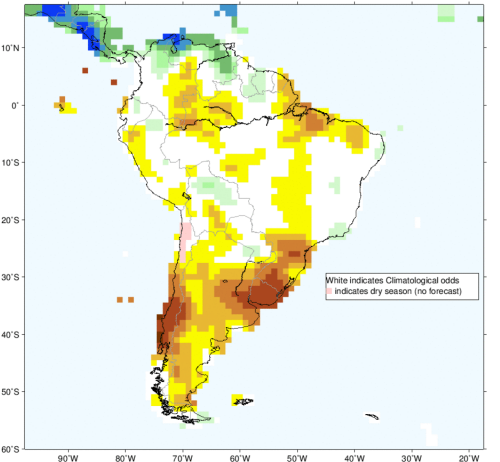 10˚N
0˚
10˚S
20˚S
30˚S
White indicates Climatological odds
indicates dry season (no forecast)
40˚S
50˚S
60˚S
90˚W 80˚W 70˚W 60˚W 50˚W 40˚W 30˚W 20˚W